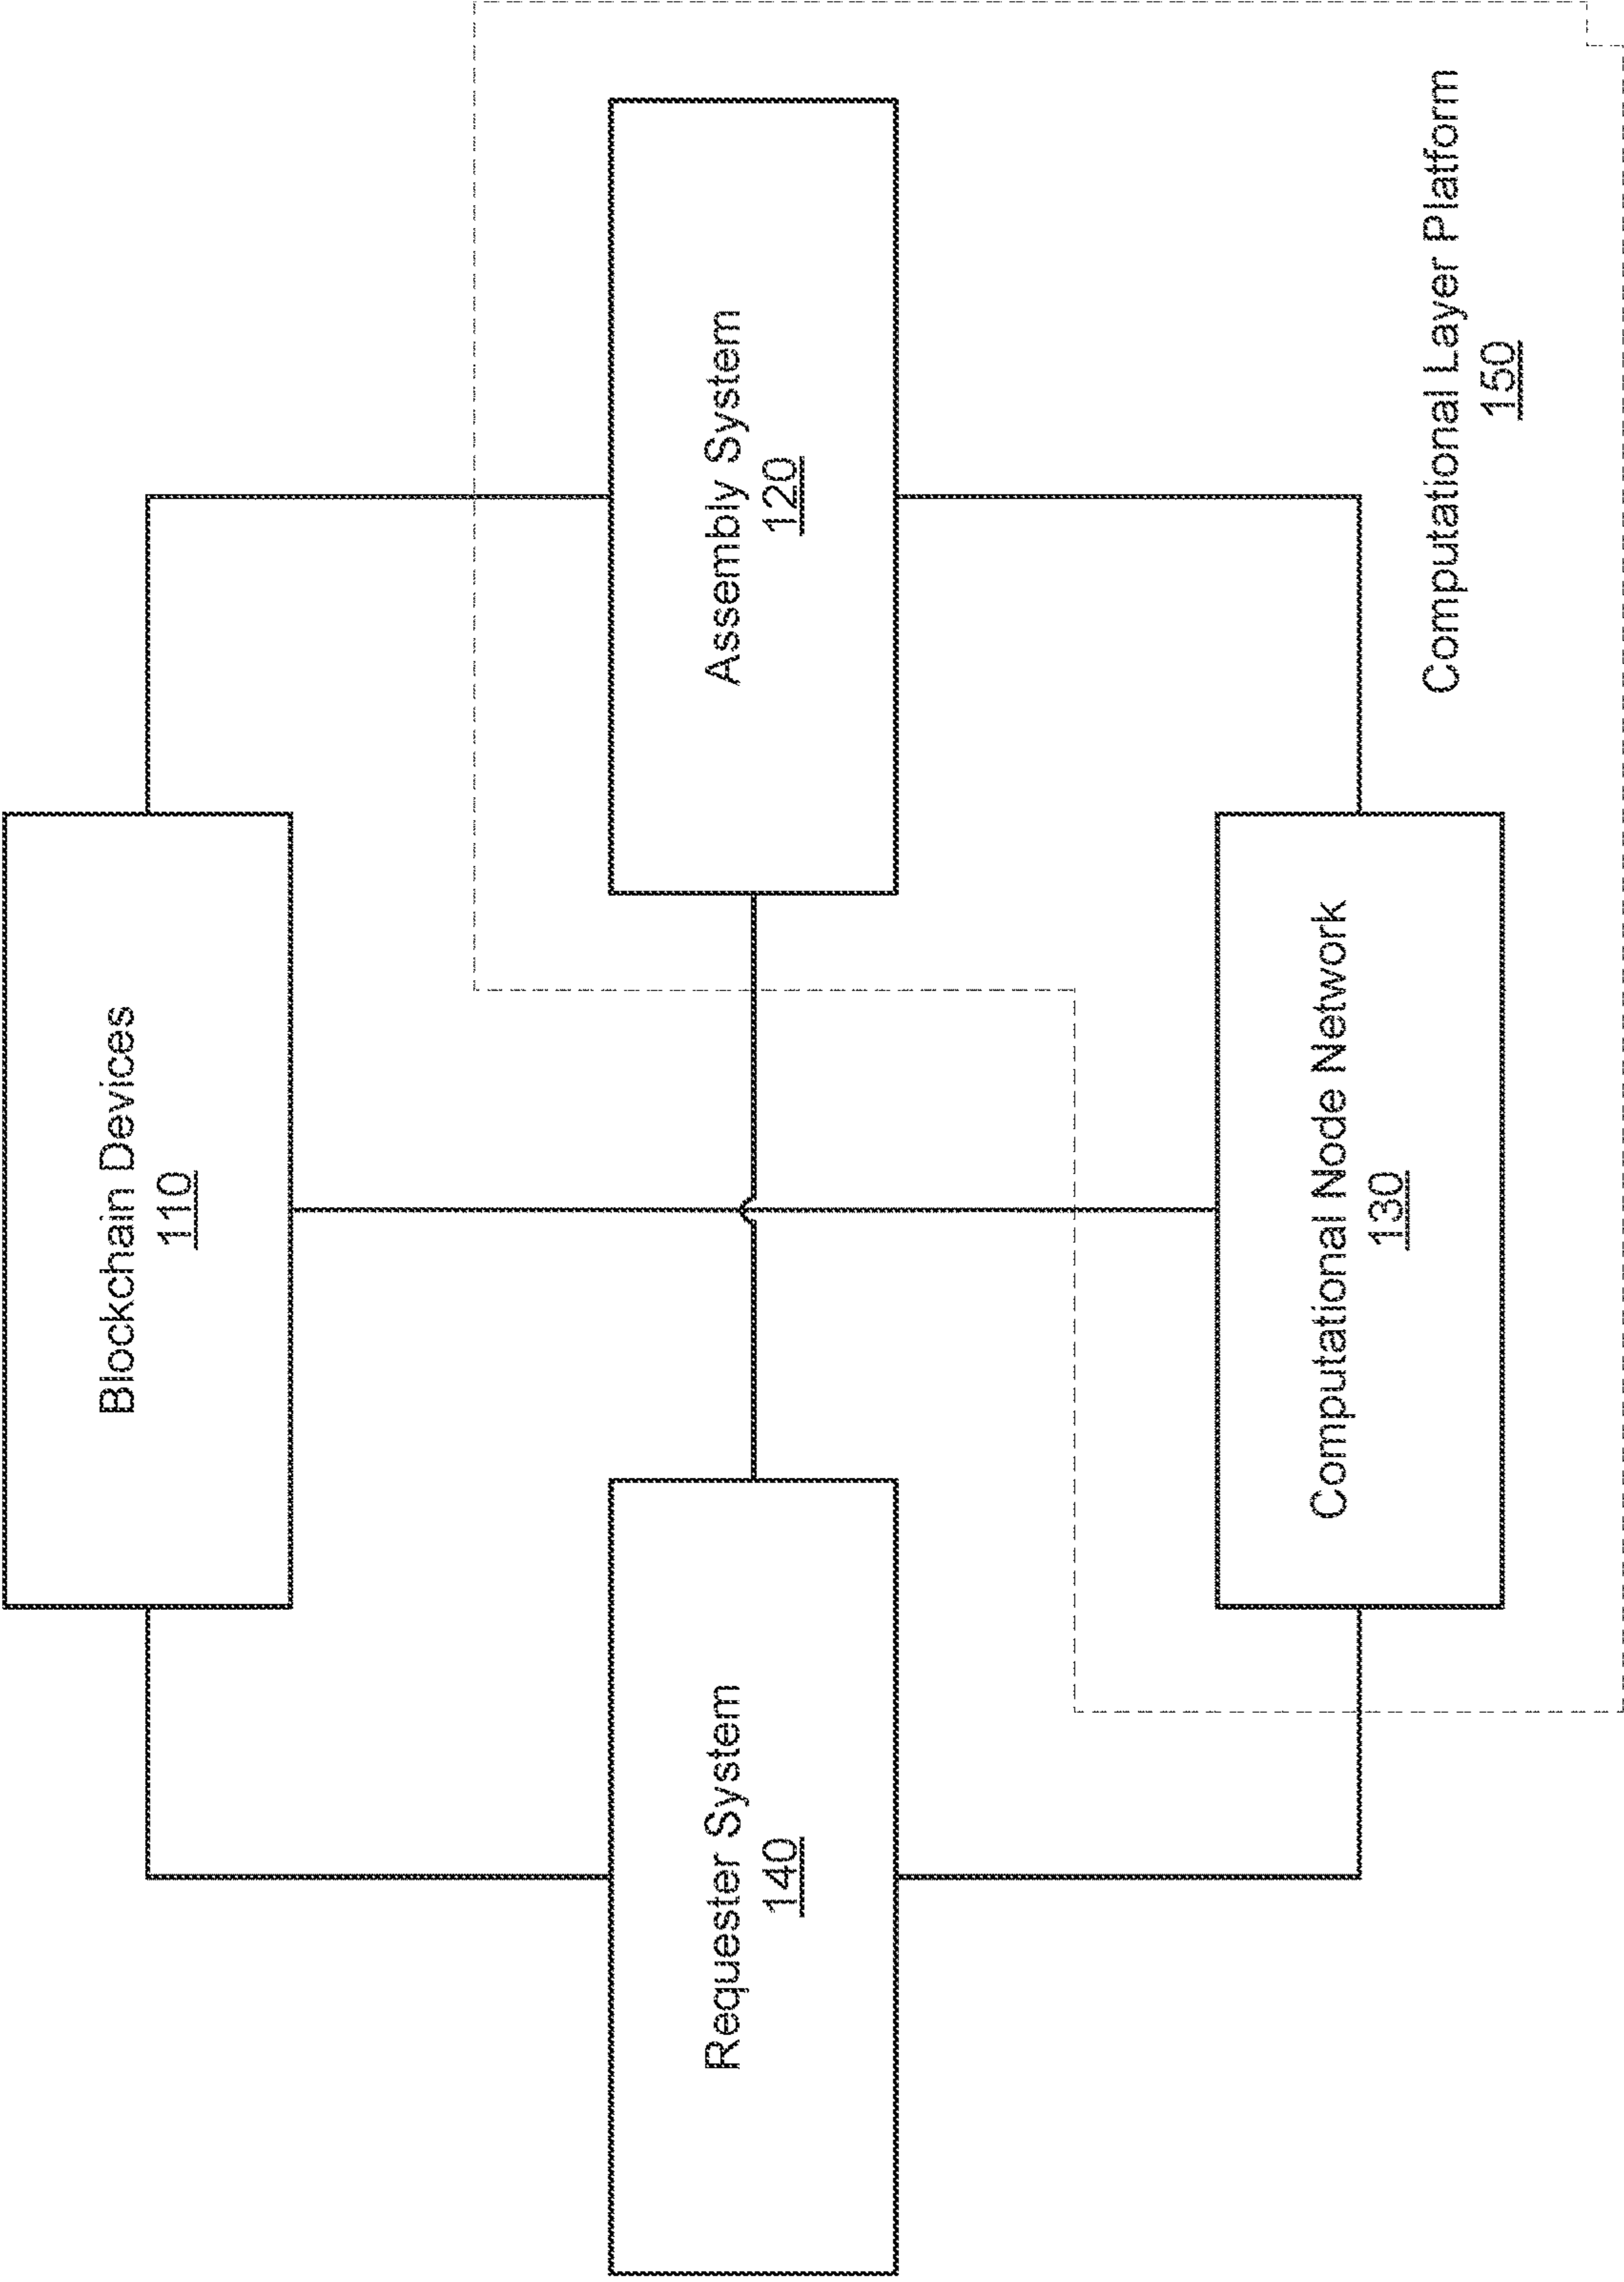 Blockchain Devices
110
Requester System
140
Assembly System
120
Computational Node Network
130
Computational Layer Platform
150